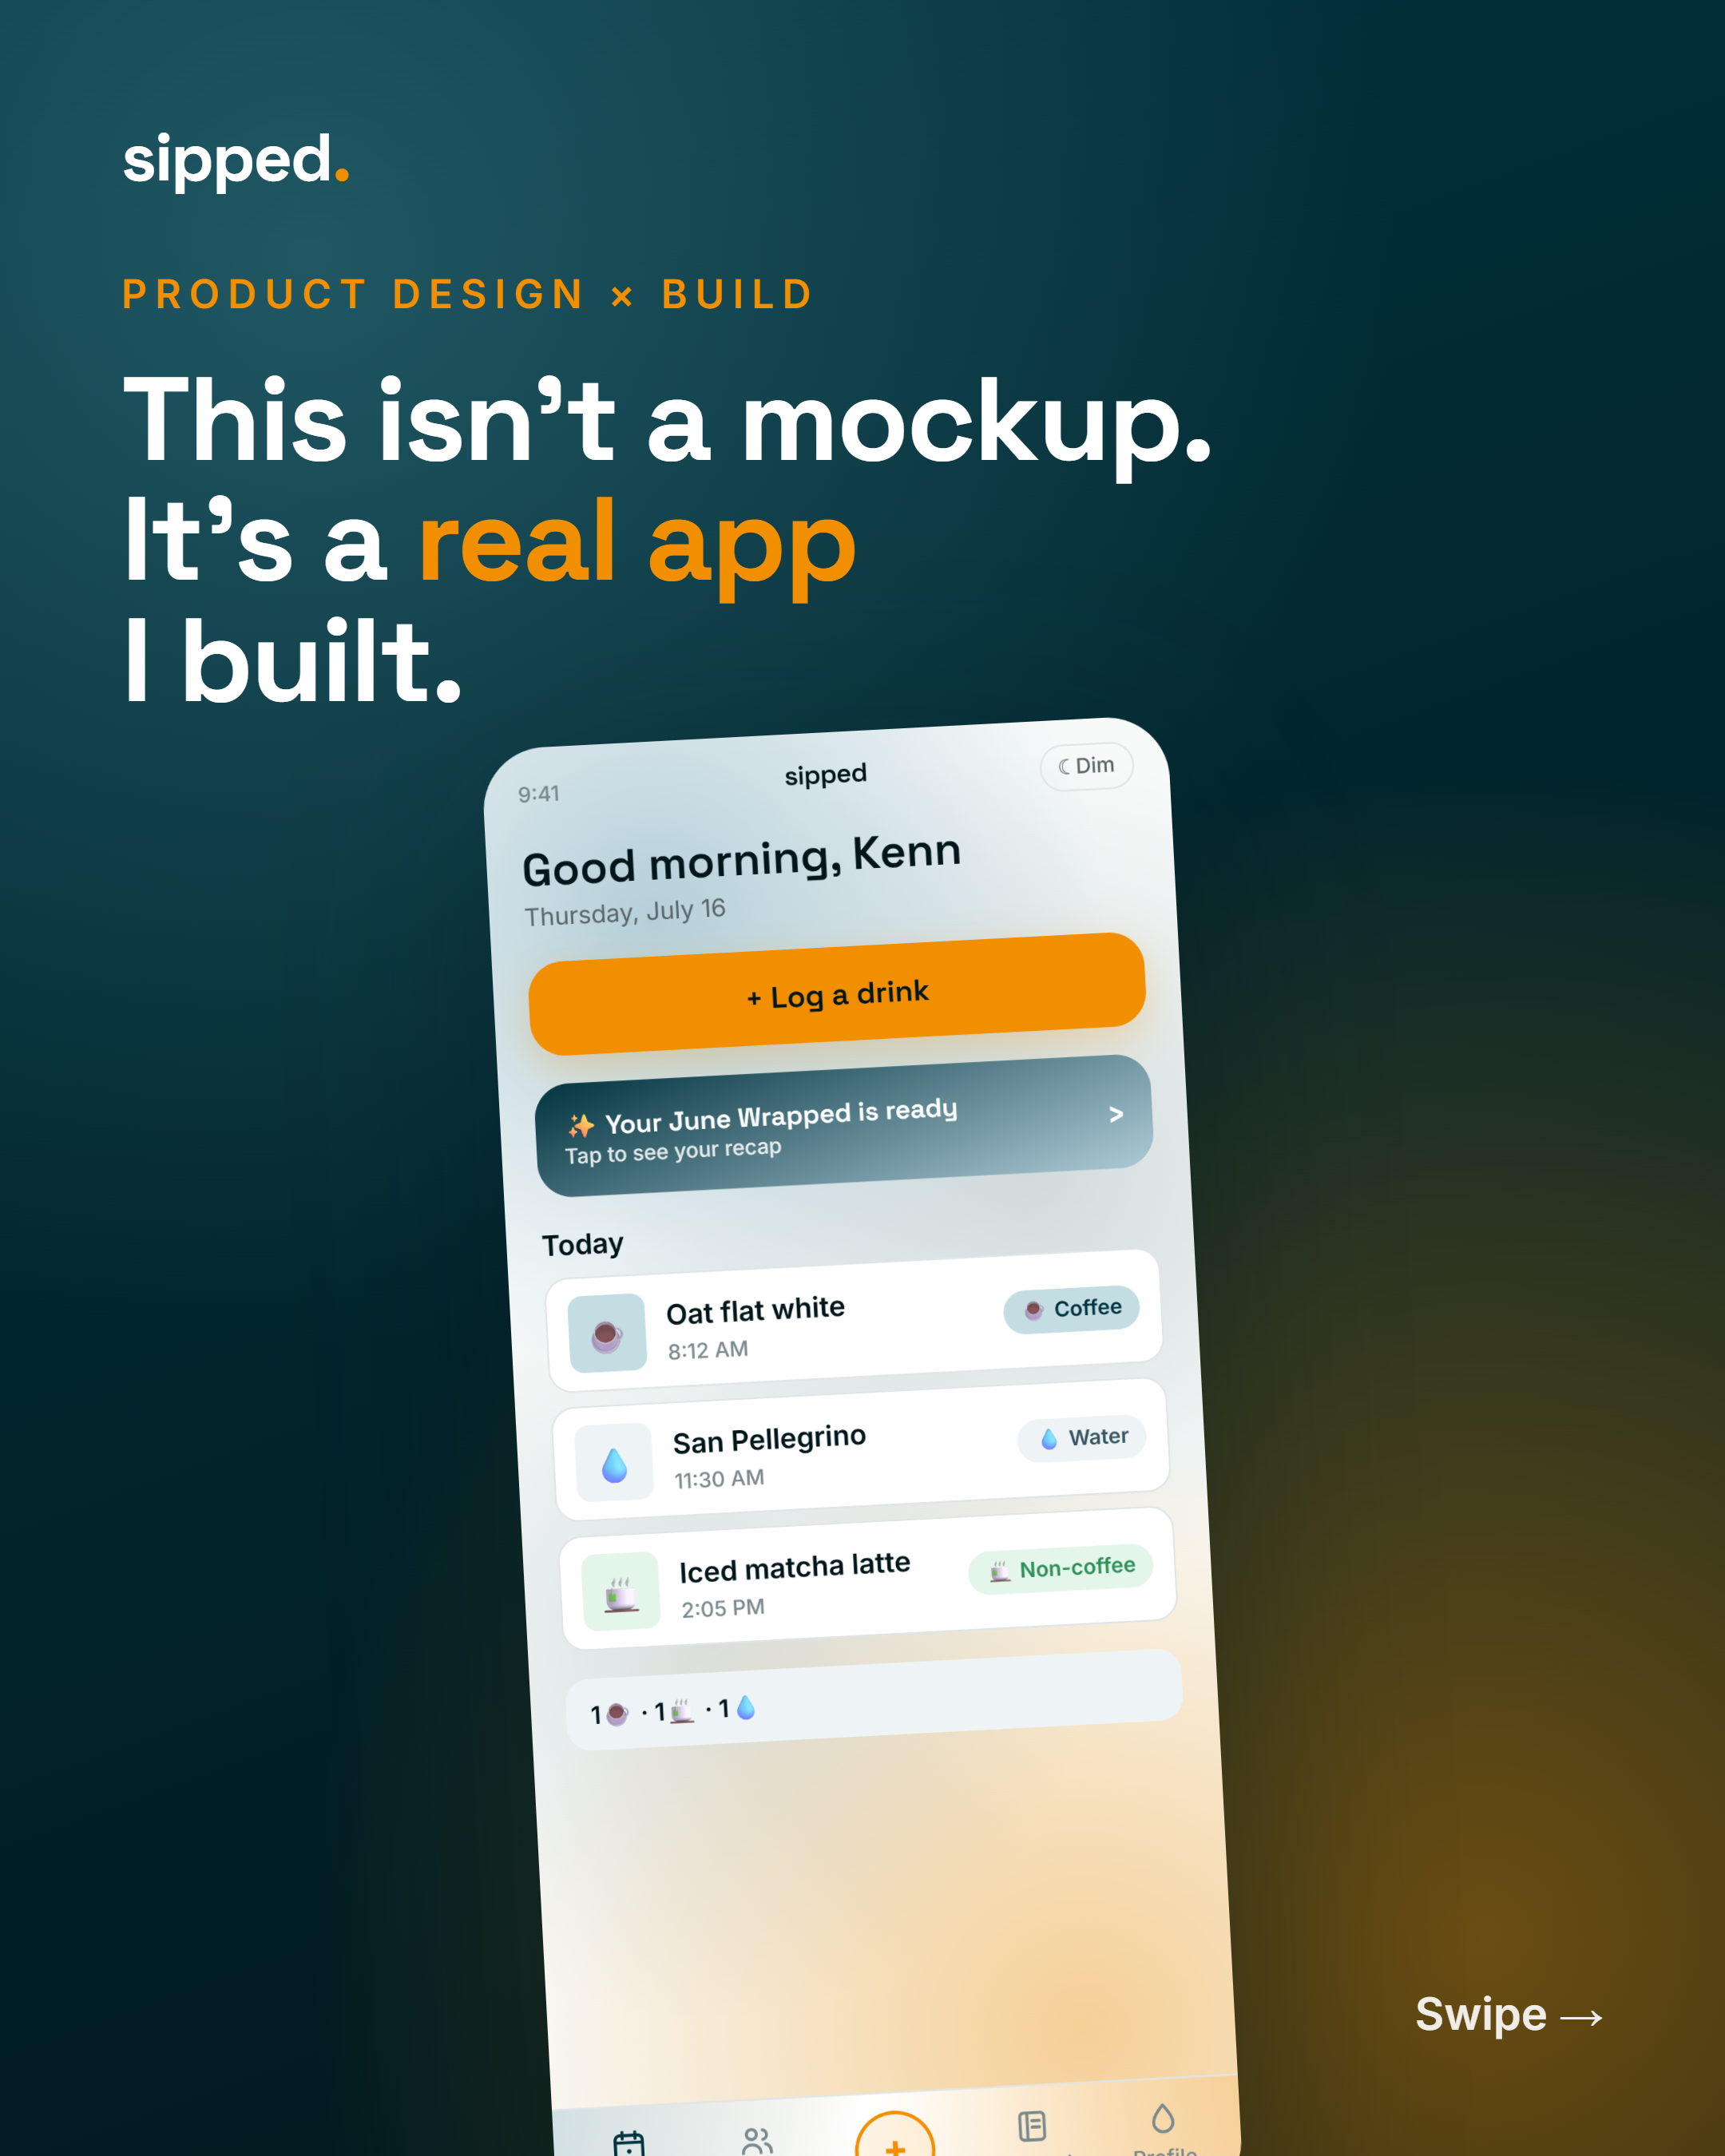 sipped.
PRODUCT DESIGN × BUILD
This isn’t a mockup.
It’s a real app
I built.
9:41
sipped
☾ Dim
Good morning, Kenn
Thursday, July 16
+ Log a drink
✨ Your June Wrapped is ready >
Tap to see your recap
Today
Oat flat white
8:12 AM
☕ Coffee
San Pellegrino
11:30 AM
💧 Water
Iced matcha latte
2:05 PM
🍵 Non-coffee
1☕ · 1🍵 · 1💧
Swipe →
+
Profile